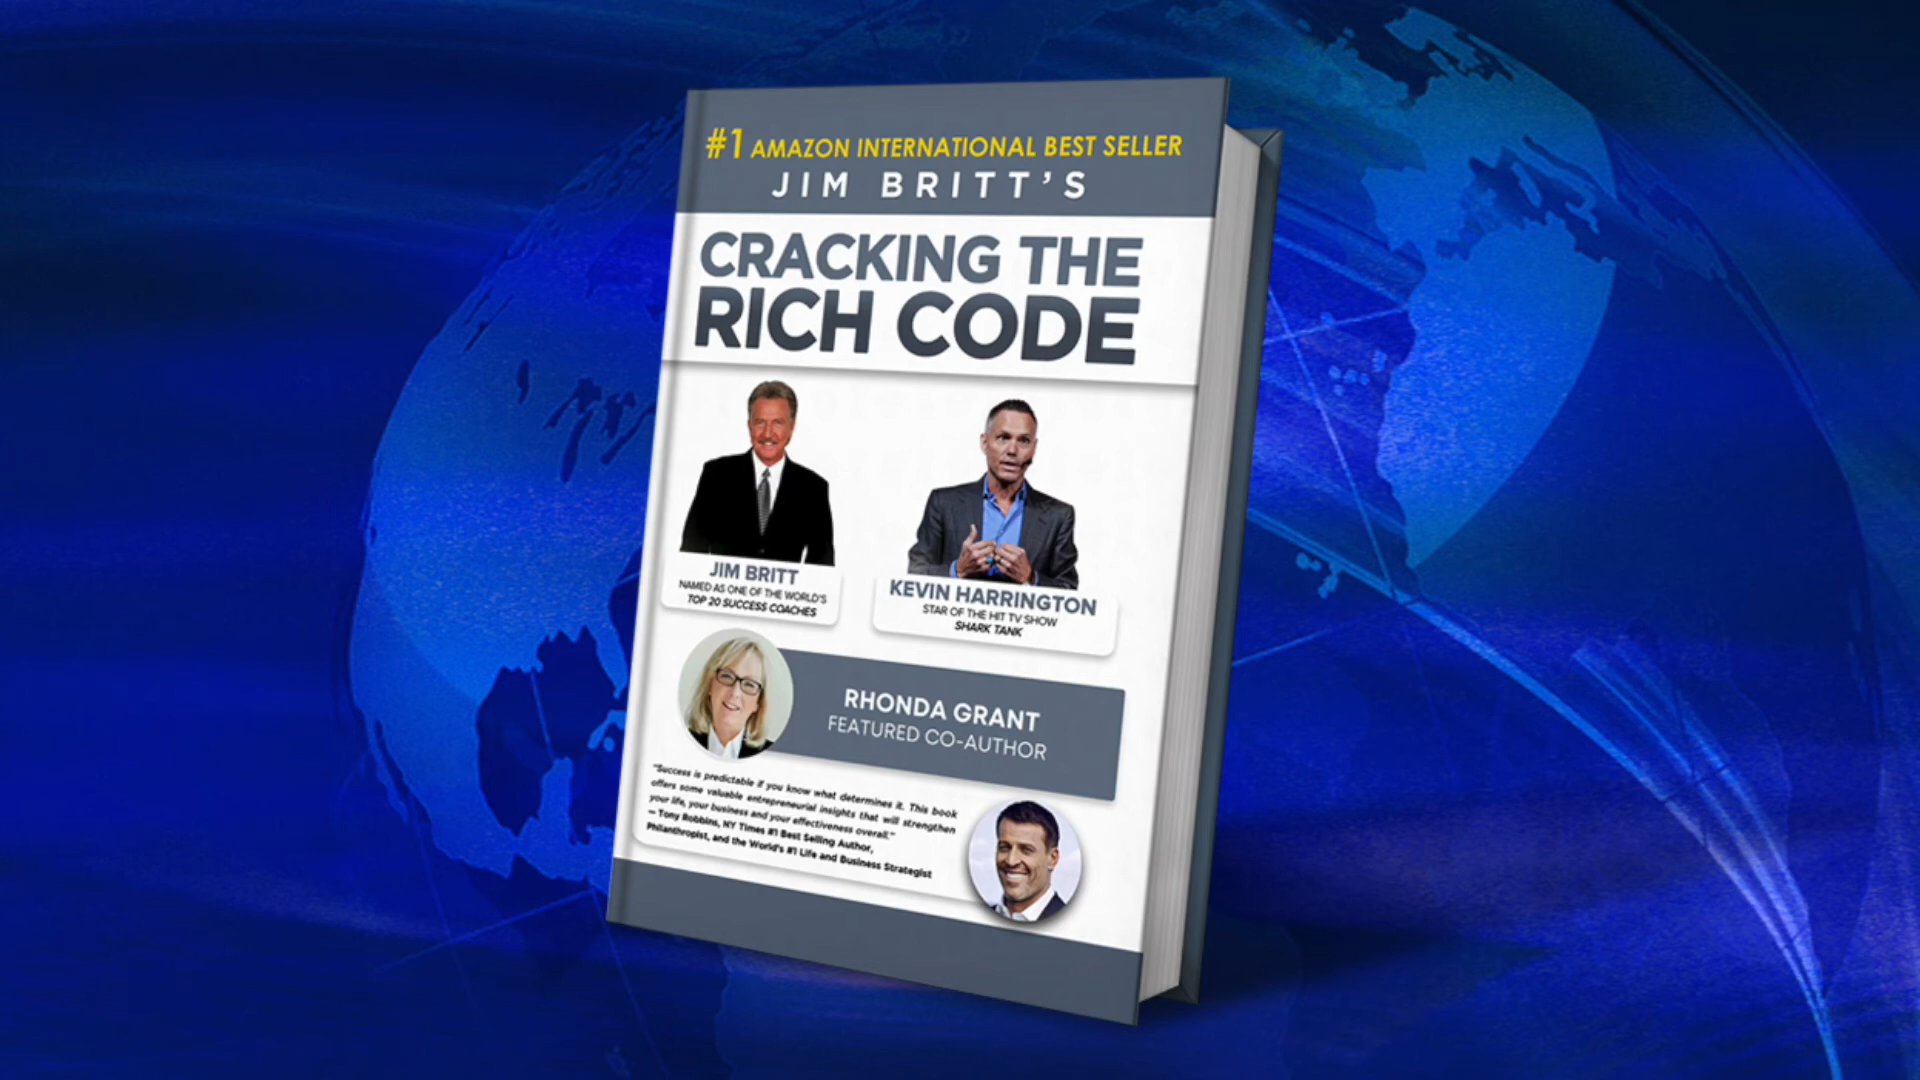 #1 AMAZON INTERNATIONAL BEST SELLER
JIM BRITT'S
CRACKING THE
RICH CODE
JIM BRITT
NAMED AS ONE OF THE WORLD'S
TOP 20 SUCCESS COACHES
KEVIN HARRINGTON
STAR OF THE HIT TV SHOW
SHARK TANK
RHONDA GRANT
FEATURED CO-AUTHOR
"Success is predictable if you know what determines it. This book
offers some valuable entrepreneurial insights that will strengthen
your life, your business and your effectiveness overall."
— Tony Robbins, NY Times #1 Best Selling Author,
Philanthropist, and the World's #1 Life and Business Strategist